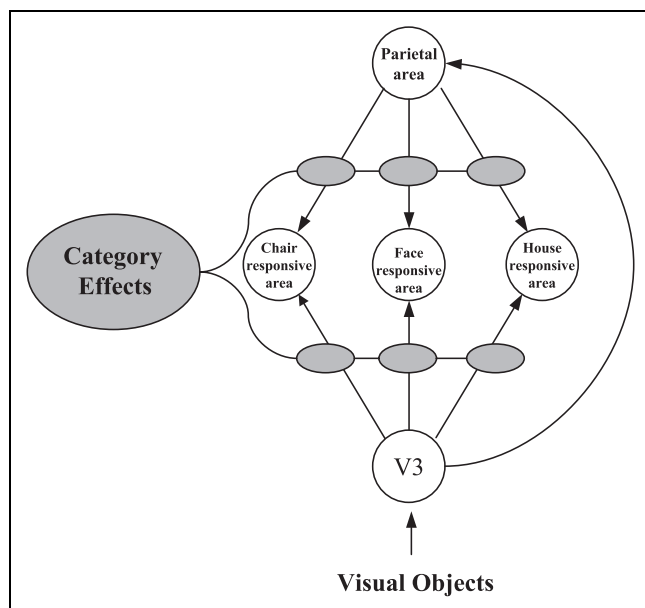 Parietal
area
Category
Effects
Chair
responsive
area
Face
responsive
area
House
responsive
area
V3
Visual Objects